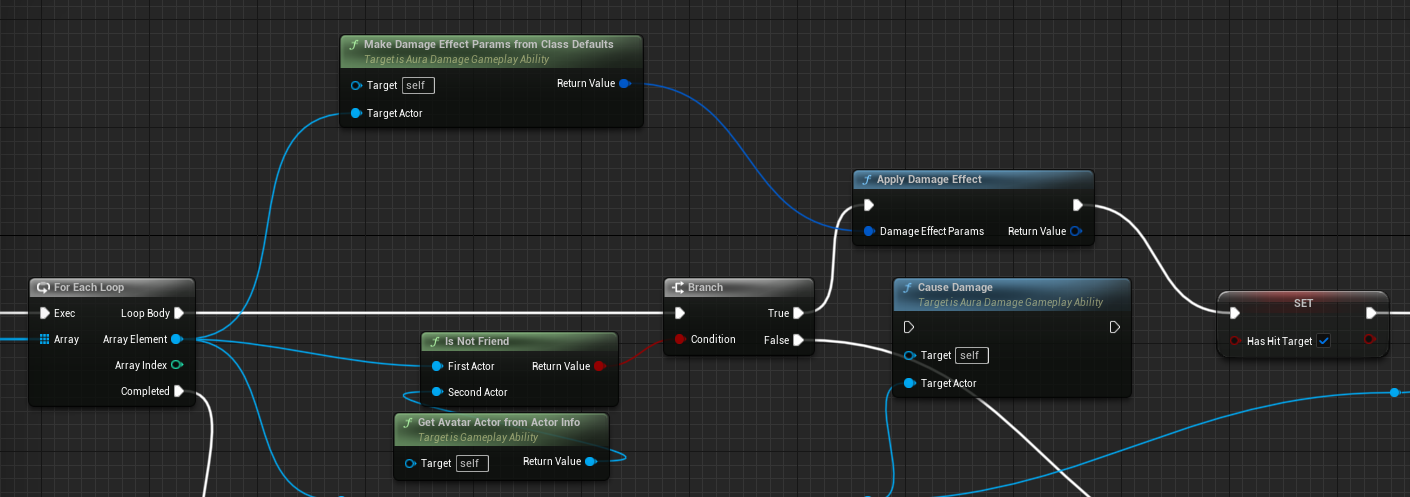 Make Damage Effect Params from Class Defaults
Target is Aura Damage Gameplay Ability
Target self
Return Value
Target Actor
Apply Damage Effect
Damage Effect Params
Return Value
For Each Loop
Exec
Loop Body
Array
Array Element
Array Index
Completed
Is Not Friend
First Actor
Return Value
Second Actor
Get Avatar Actor from Actor Info
Target is Gameplay Ability
Target self
Return Value
Branch
True
Condition
False
Cause Damage
Target is Aura Damage Gameplay Ability
Target self
Target Actor
SET
Has Hit Target